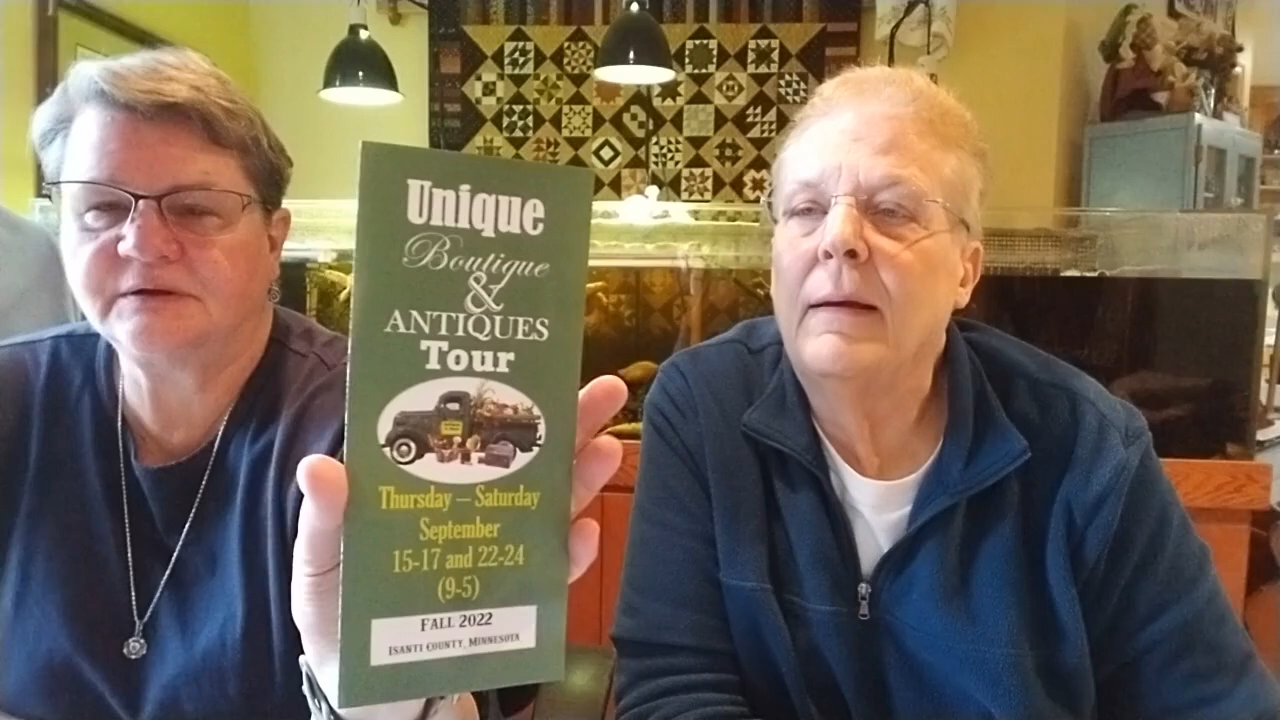 Unique
Boutique
&
ANTIQUES
Tour
Thursday – Saturday
September
15-17 and 22-24
(9-5)
FALL 2022
ISANTI COUNTY, MINNESOTA